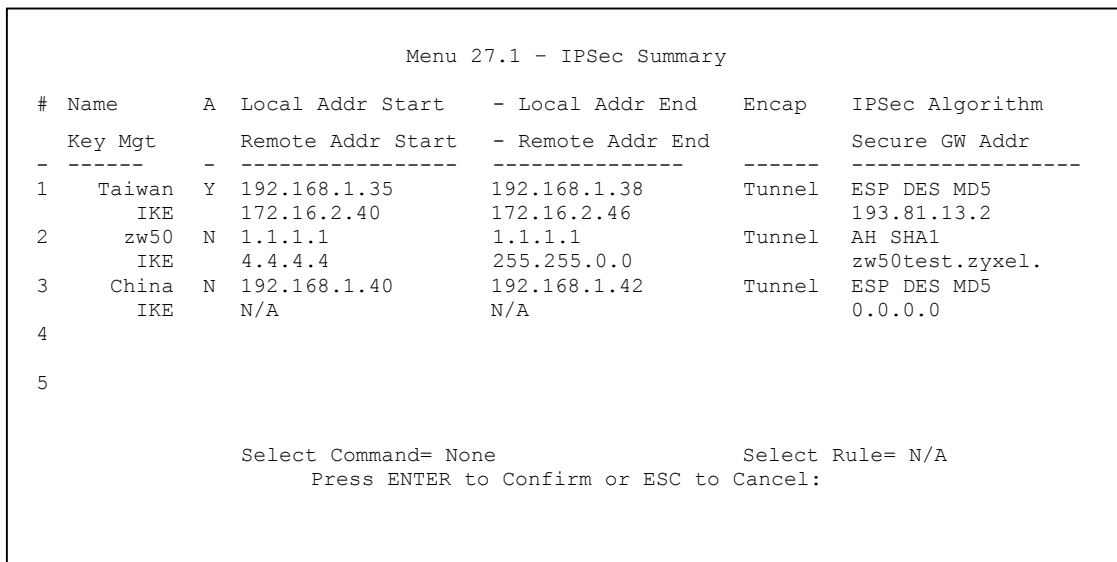 Menu 27.1 – IPSec Summary
# Name A Local Addr Start - Local Addr End Encap IPSec Algorithm
Key Mgt Remote Addr Start - Remote Addr End Secure GW Addr
- ------ - ----------------- --------------- ------ ------------------
1 Taiwan Y 192.168.1.35 192.168.1.38 Tunnel ESP DES MD5
IKE 172.16.2.40 172.16.2.46 193.81.13.2
2 zw50 N 1.1.1.1 1.1.1.1 Tunnel AH SHA1
IKE 4.4.4.4 255.255.0.0 zw50test.zyxel.
3 China N 192.168.1.40 192.168.1.42 Tunnel ESP DES MD5
IKE N/A N/A 0.0.0.0
4
5
Select Command= None Select Rule= N/A
Press ENTER to Confirm or ESC to Cancel: